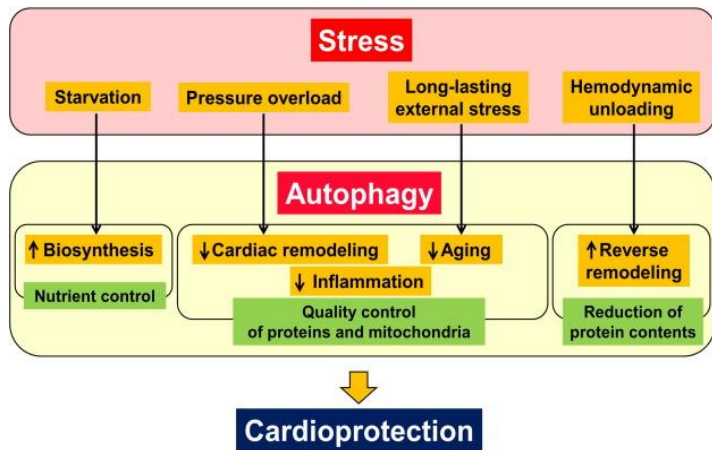 Stress
Starvation
Pressure overload
Long-lasting
external stress
Hemodynamic
unloading
Autophagy
↑ Biosynthesis
Nutrient control
↓ Cardiac remodeling
↓ Aging
↓ Inflammation
Quality control
of proteins and mitochondria
↑ Reverse
remodeling
Reduction of
protein contents
Cardioprotection